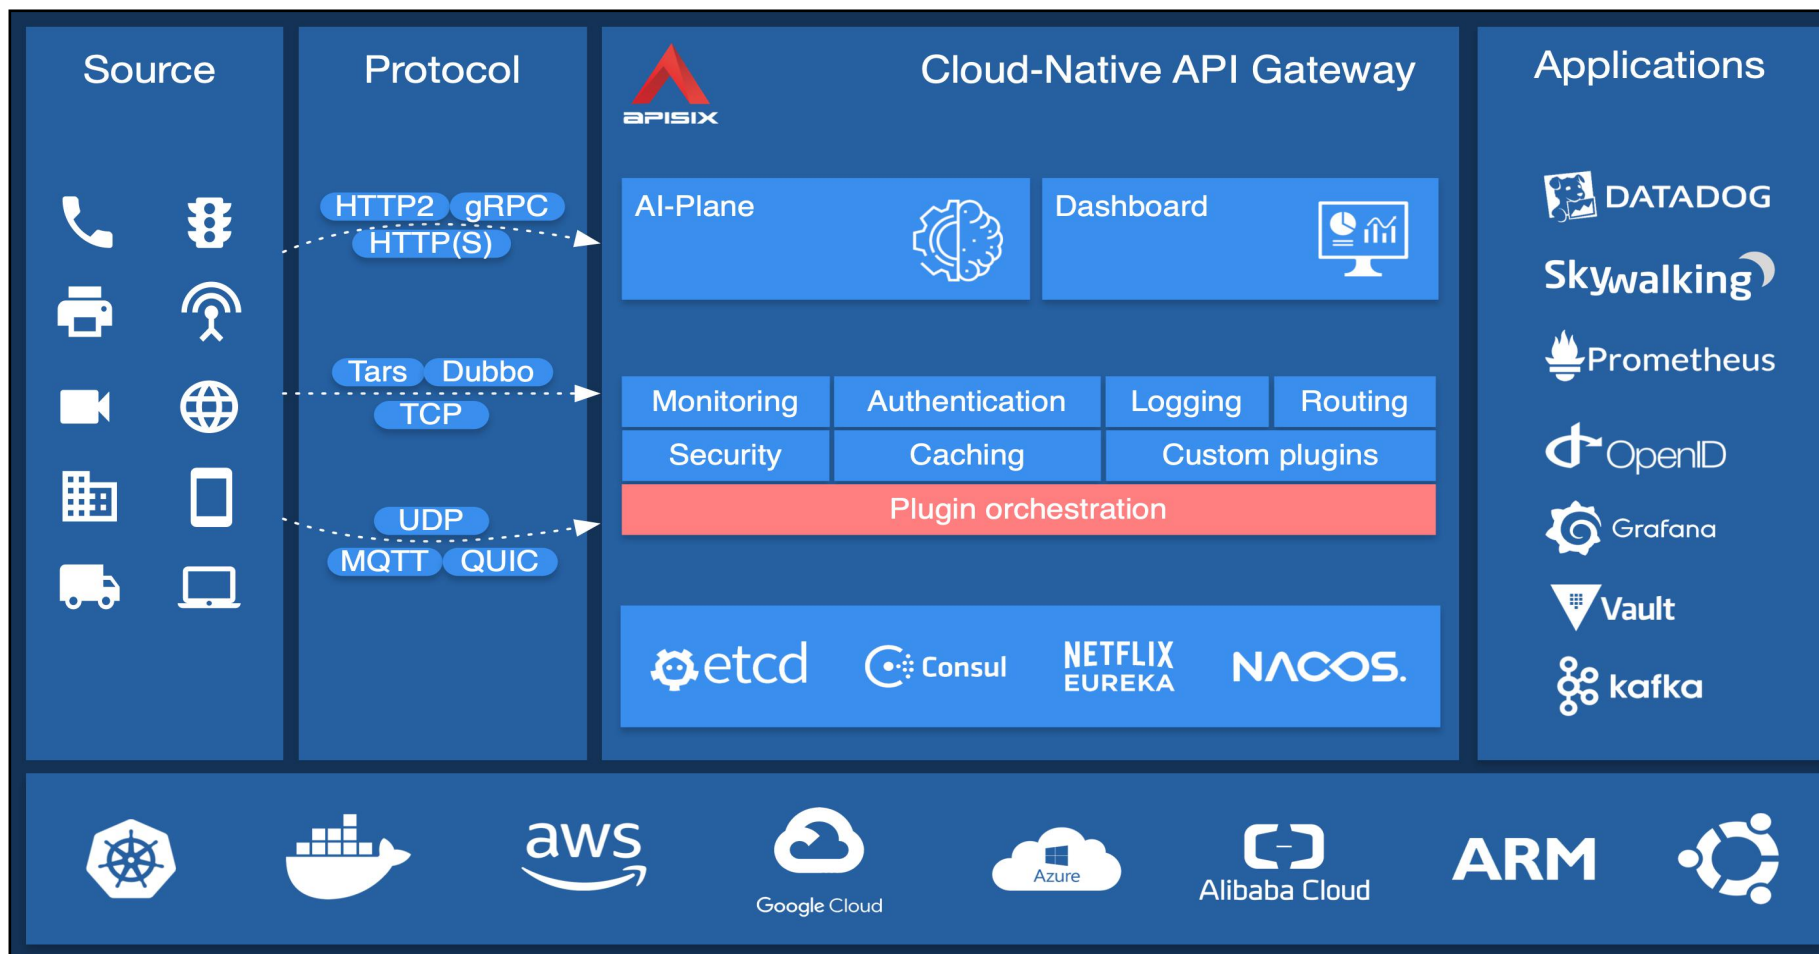 Source
Protocol
HTTP2 gRPC
HTTP(S)
Tars Dubbo
TCP
UDP
MQTT QUIC
APISIX
Cloud-Native API Gateway
AI-Plane
Dashboard
Monitoring Authentication Logging Routing
Security Caching Custom plugins
Plugin orchestration
etcd
Consul
NETFLIX
EUREKA
NACOS.
Applications
DATADOG
Skywalking
Prometheus
OpenID
Grafana
Vault
kafka
aws
Google Cloud
Azure
Alibaba Cloud
ARM